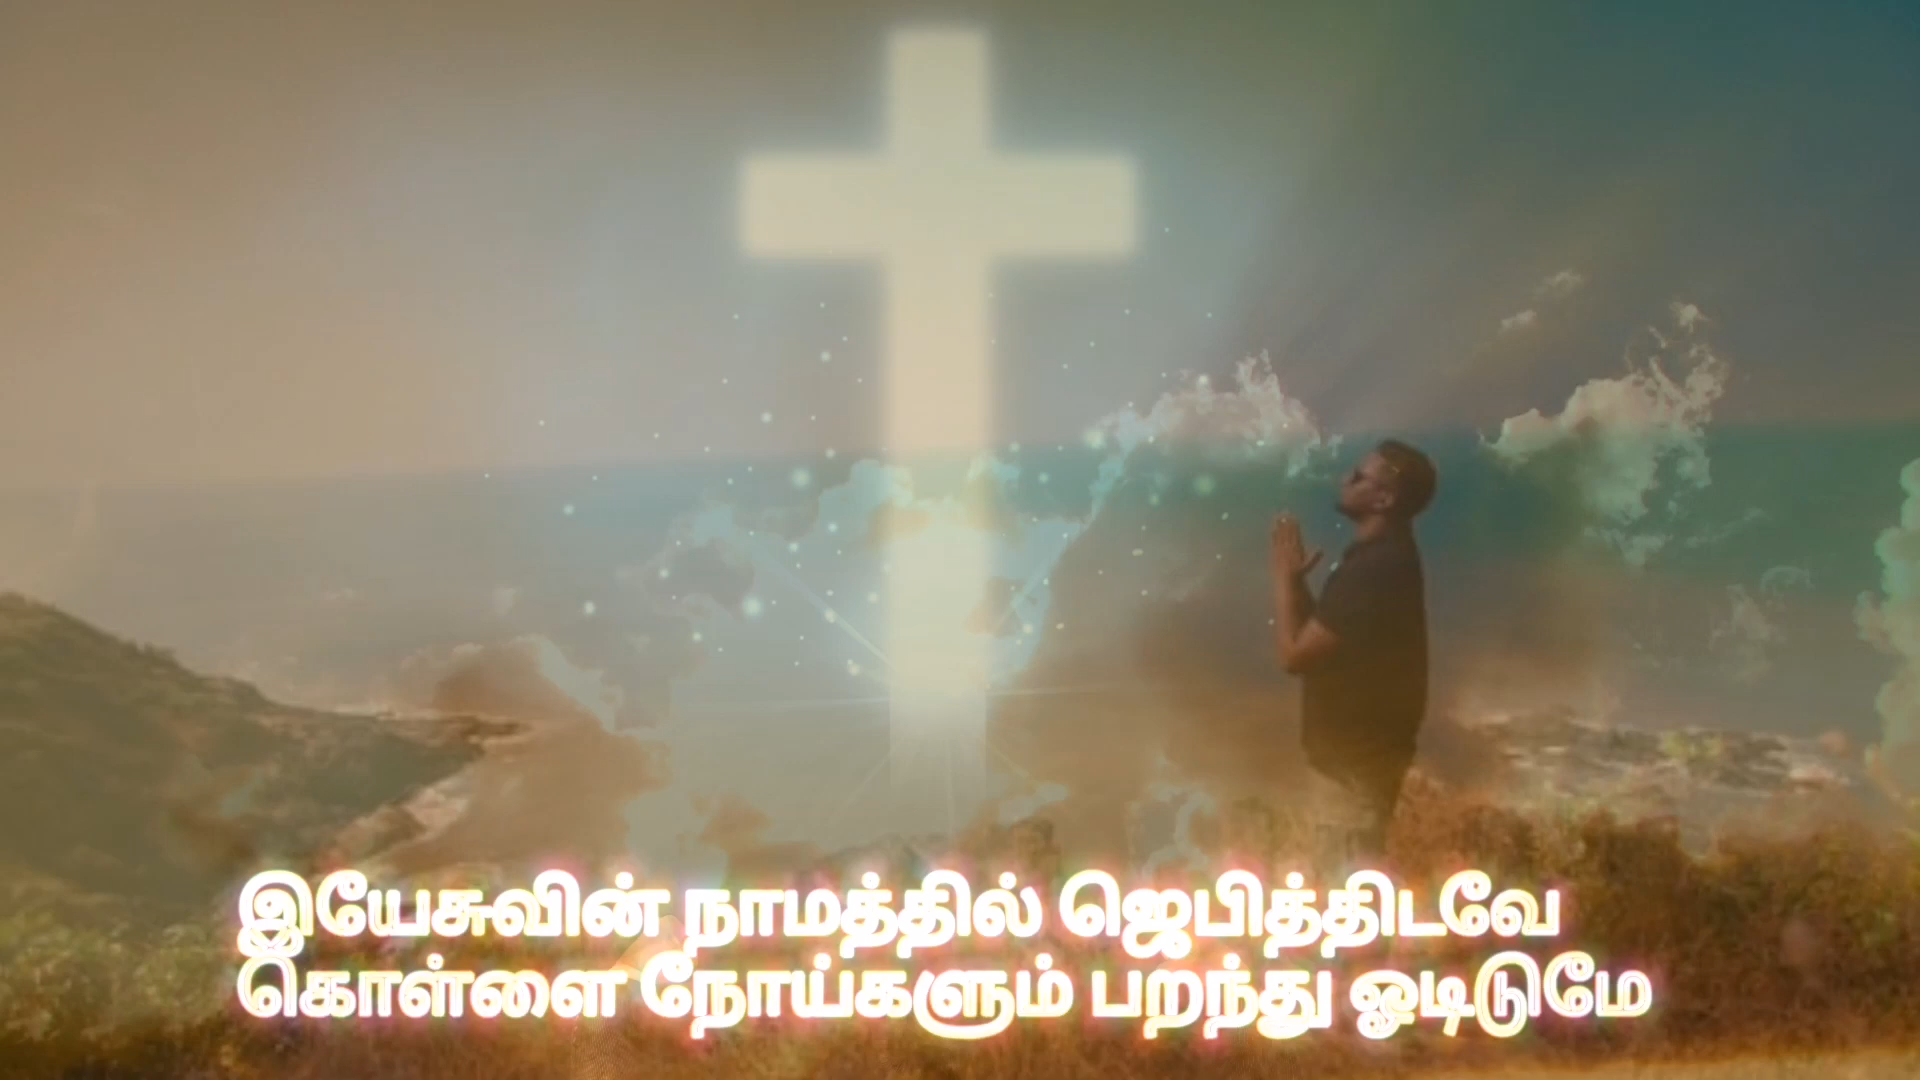 இயேசுவின் நாமத்தில் ஜெபித்திடவே
கொள்ளை நோய்களும் பறந்து ஓடிடுமே